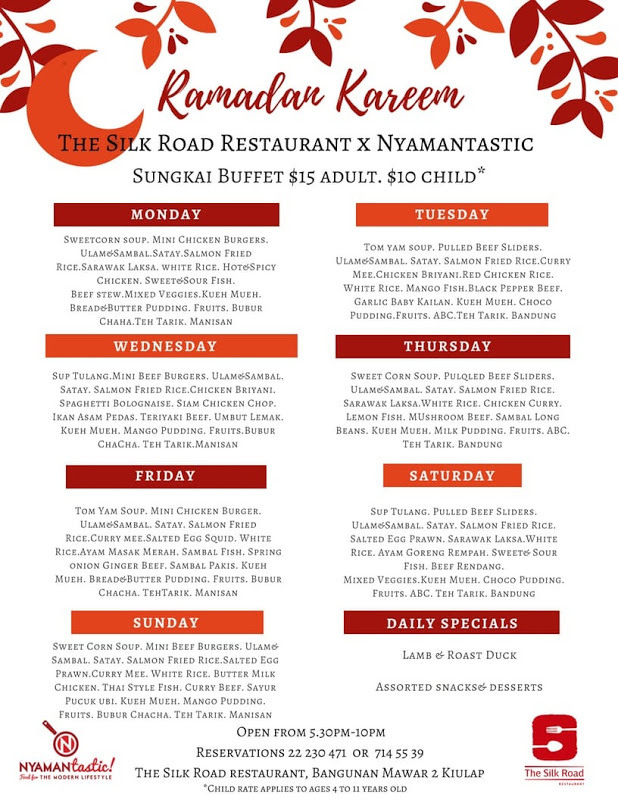 Ramadan Kareem
The Silk Road Restaurant x Nyamantastic
Sungkai Buffet $15 adult. $10 child*
MONDAY
Sweetcorn soup. Mini Chicken Burgers.
Ulam&Sambal.Satay.Salmon Fried
Rice.Sarawak Laksa. white Rice. Hot&Spicy
Chicken. Sweet&Sour Fish.
Beef stew.Mixed Veggies.Kueh Mueh.
Bread&Butter Pudding. Fruits. Bubur
Chaha.Teh Tarik. Manisan
TUESDAY
Tom yam soup. Pulled Beef Sliders.
Ulam&Sambal. Satay. Salmon Fried Rice.Curry
Mee.Chicken Briyani.Red Chicken Rice.
White Rice. Mango Fish.Black Pepper Beef.
Garlic Baby Kailan. Kueh Mueh. Choco
Pudding.Fruits. ABC.Teh Tarik. Bandung
WEDNESDAY
Sup Tulang.Mini Beef Burgers. Ulam&Sambal.
Satay. Salmon Fried Rice.Chicken Briyani.
Spaghetti Bolognaise. Siam Chicken Chop.
Ikan Asam Pedas. Teriyaki Beef. Umbut Lemak.
Kueh Mueh. Mango Pudding. Fruits.Bubur
ChaCha. Teh Tarik.Manisan
THURSDAY
Sweet Corn Soup. Pulqled Beef Sliders.
Ulam&Sambal. Satay. Salmon Fried Rice.
Sarawak Laksa.White Rice. Chicken Curry.
Lemon Fish. MUshroom Beef. Sambal Long
Beans. Kueh Mueh. Milk Pudding. Fruits. ABC.
Teh Tarik. Bandung
FRIDAY
Tom Yam Soup. Mini Chicken Burger.
Ulam&Sambal. Satay. Salmon Fried
Rice.Curry mee.Salted Egg Squid. White
Rice.Ayam Masak Merah. Sambal Fish. Spring
onion Ginger Beef. Sambal Pakis. Kueh
Mueh. Bread&Butter Pudding. Fruits. Bubur
Chacha. TehTarik. Manisan
SATURDAY
Sup Tulang. Pulled Beef Sliders.
Ulam&Sambal. Satay. Salmon Fried Rice.
Salted Egg Prawn. Sarawak Laksa.White
Rice. Ayam Goreng Rempah. Sweet& Sour
Fish. Beef Rendang.
Mixed Veggies.Kueh Mueh. Choco Pudding.
Fruits. ABC. Teh Tarik. Bandung
SUNDAY
Sweet Corn Soup. Mini Beef Burgers. Ulam&
Sambal. Satay. Salmon Fried Rice.Salted Egg
Prawn.Curry Mee. White Rice. Butter Milk
Chicken. Thai Style Fish. Curry Beef. Sayur
Pucuk ubi. Kueh Mueh. Mango Pudding.
Fruits. Bubur Chacha. Teh Tarik. Manisan
DAILY SPECIALS
Lamb & Roast Duck
Assorted snacks& desserts
Open from 5.30pm-10pm
Reservations 22 230 471 or 714 55 39
The Silk Road restaurant, Bangunan Mawar 2 Kiulap
*Child rate applies to ages 4 to 11 years old
N
NYAMANtastic!
Food for THE MODERN LIFESTYLE
The Silk Road
RESTAURANT